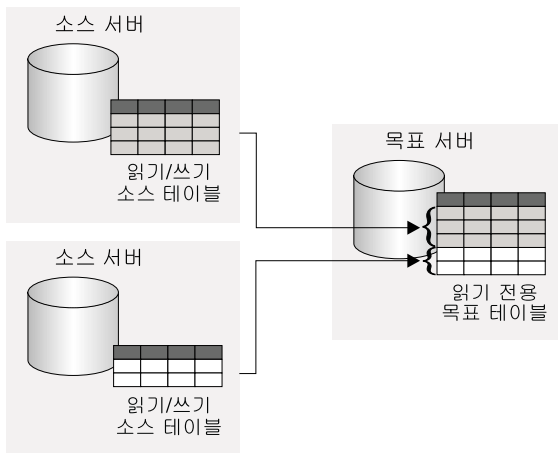 소스 서버
읽기/쓰기
소스 테이블
소스 서버
읽기/쓰기
소스 테이블
목표 서버
읽기 전용
목표 테이블